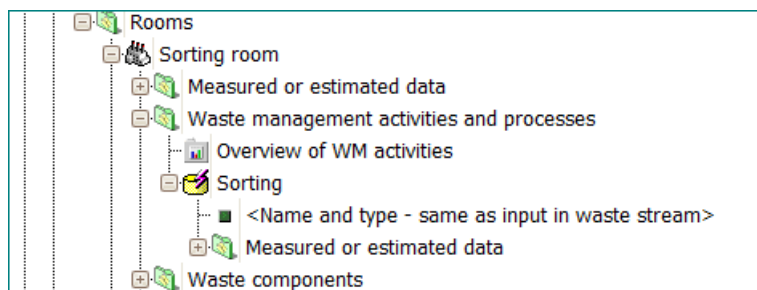 Rooms
Sorting room
Measured or estimated data
Waste management activities and processes
Overview of WM activities
Sorting
<Name and type - same as input in waste stream>
Measured or estimated data
Waste components